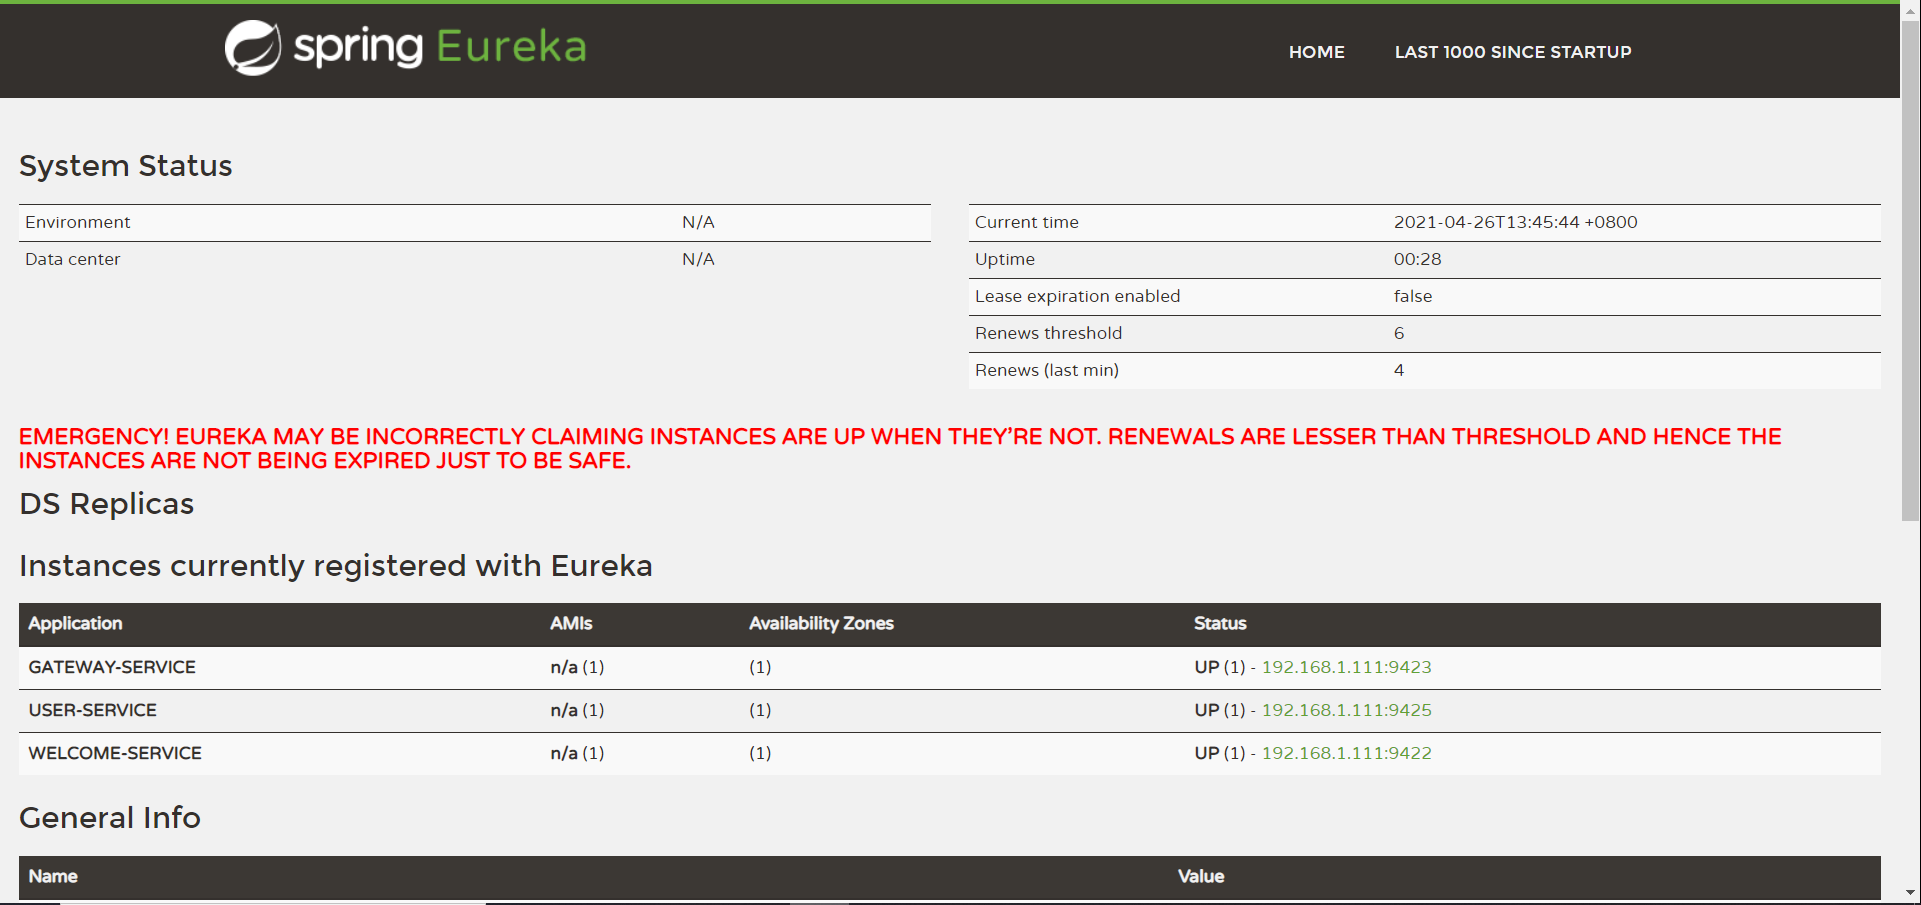 spring Eureka
HOME LAST 1000 SINCE STARTUP
System Status
Environment N/A
Data center N/A
Current time 2021-04-26T13:45:44 +0800
Uptime 00:28
Lease expiration enabled false
Renews threshold 6
Renews (last min) 4
EMERGENCY! EUREKA MAY BE INCORRECTLY CLAIMING INSTANCES ARE UP WHEN THEY'RE NOT. RENEWALS ARE LESSER THAN THRESHOLD AND HENCE THE
INSTANCES ARE NOT BEING EXPIRED JUST TO BE SAFE.
DS Replicas
Instances currently registered with Eureka
Application AMIs Availability Zones Status
GATEWAY-SERVICE n/a (1) (1) UP (1) - 192.168.1.111:9423
USER-SERVICE n/a (1) (1) UP (1) - 192.168.1.111:9425
WELCOME-SERVICE n/a (1) (1) UP (1) - 192.168.1.111:9422
General Info
Name Value